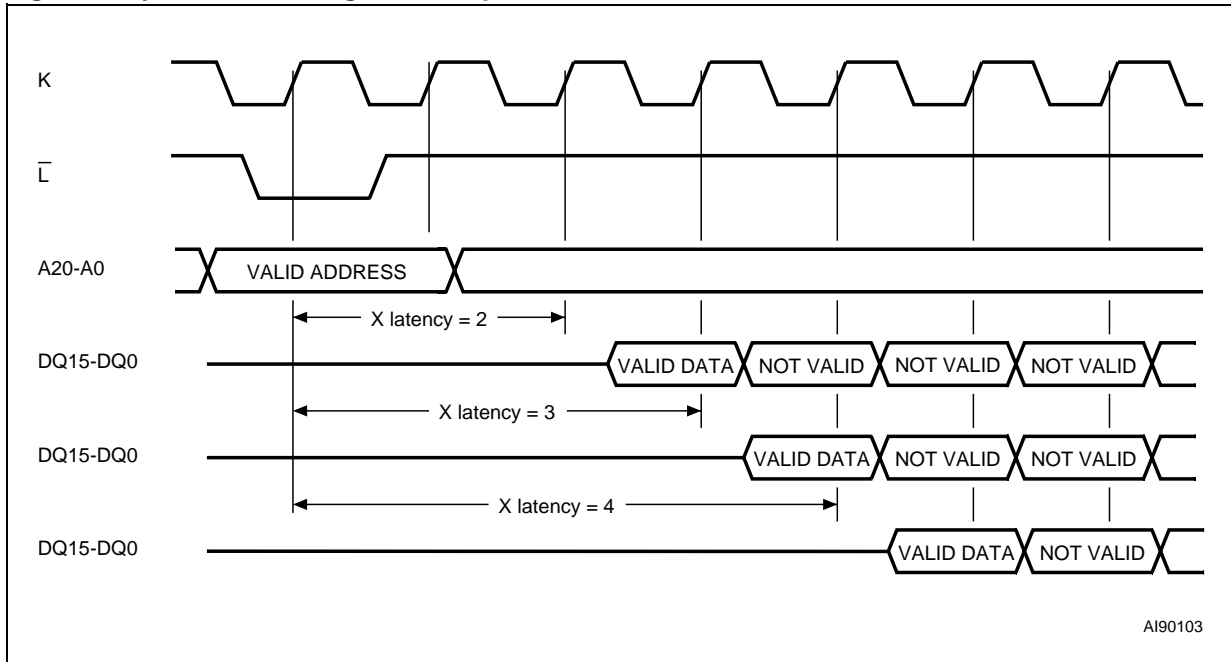 K
L
A20-A0
VALID ADDRESS
X latency = 2
DQ15-DQ0
VALID DATA
NOT VALID
NOT VALID
NOT VALID
X latency = 3
DQ15-DQ0
VALID DATA
NOT VALID
NOT VALID
X latency = 4
DQ15-DQ0
VALID DATA
NOT VALID
AI90103